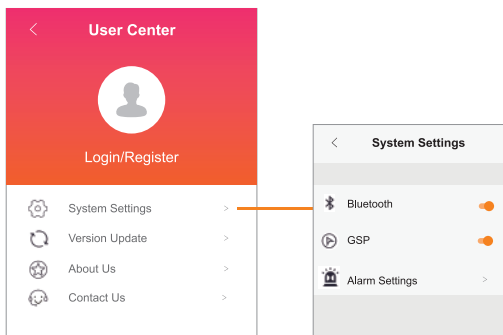 User Center
Login/Register
System Settings
Version Update
About Us
Contact Us
System Settings
Bluetooth
GSP
Alarm Settings